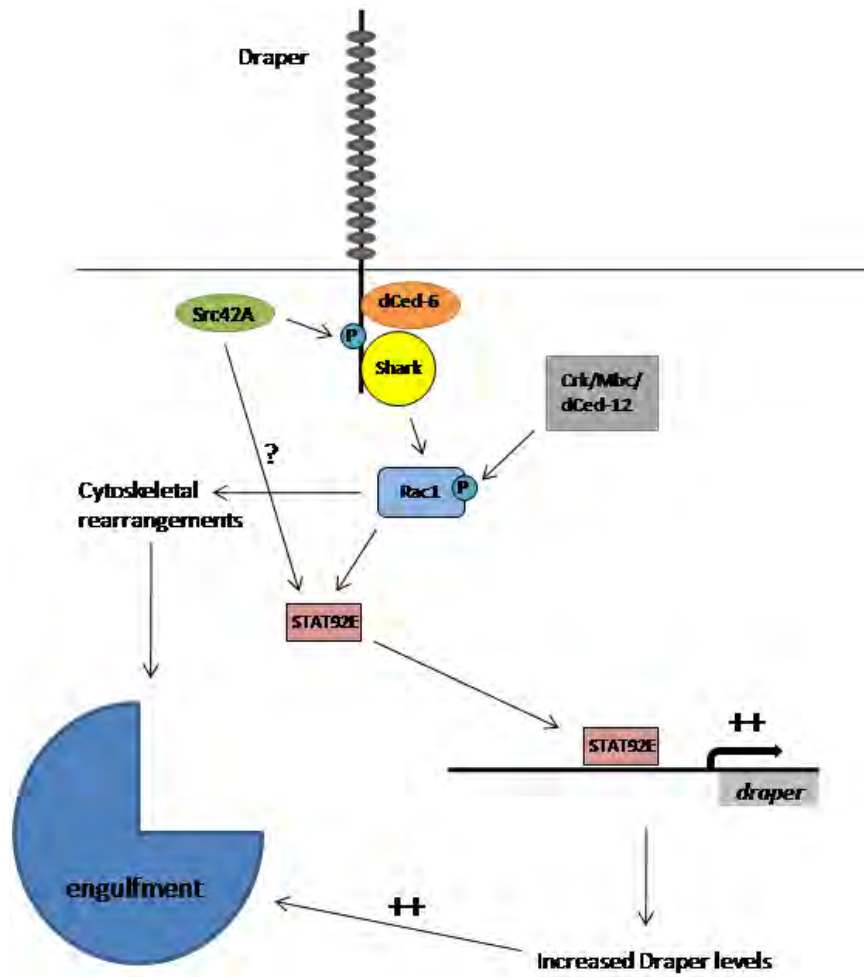 Draper
dCed-6
Src42A
P
Shark
Crk/Mbc/
dCed-12
?
Rac1
P
Cytoskeletal
rearrangements
STAT92E
++
STAT92E
draper
engulfment
++
Increased Draper levels